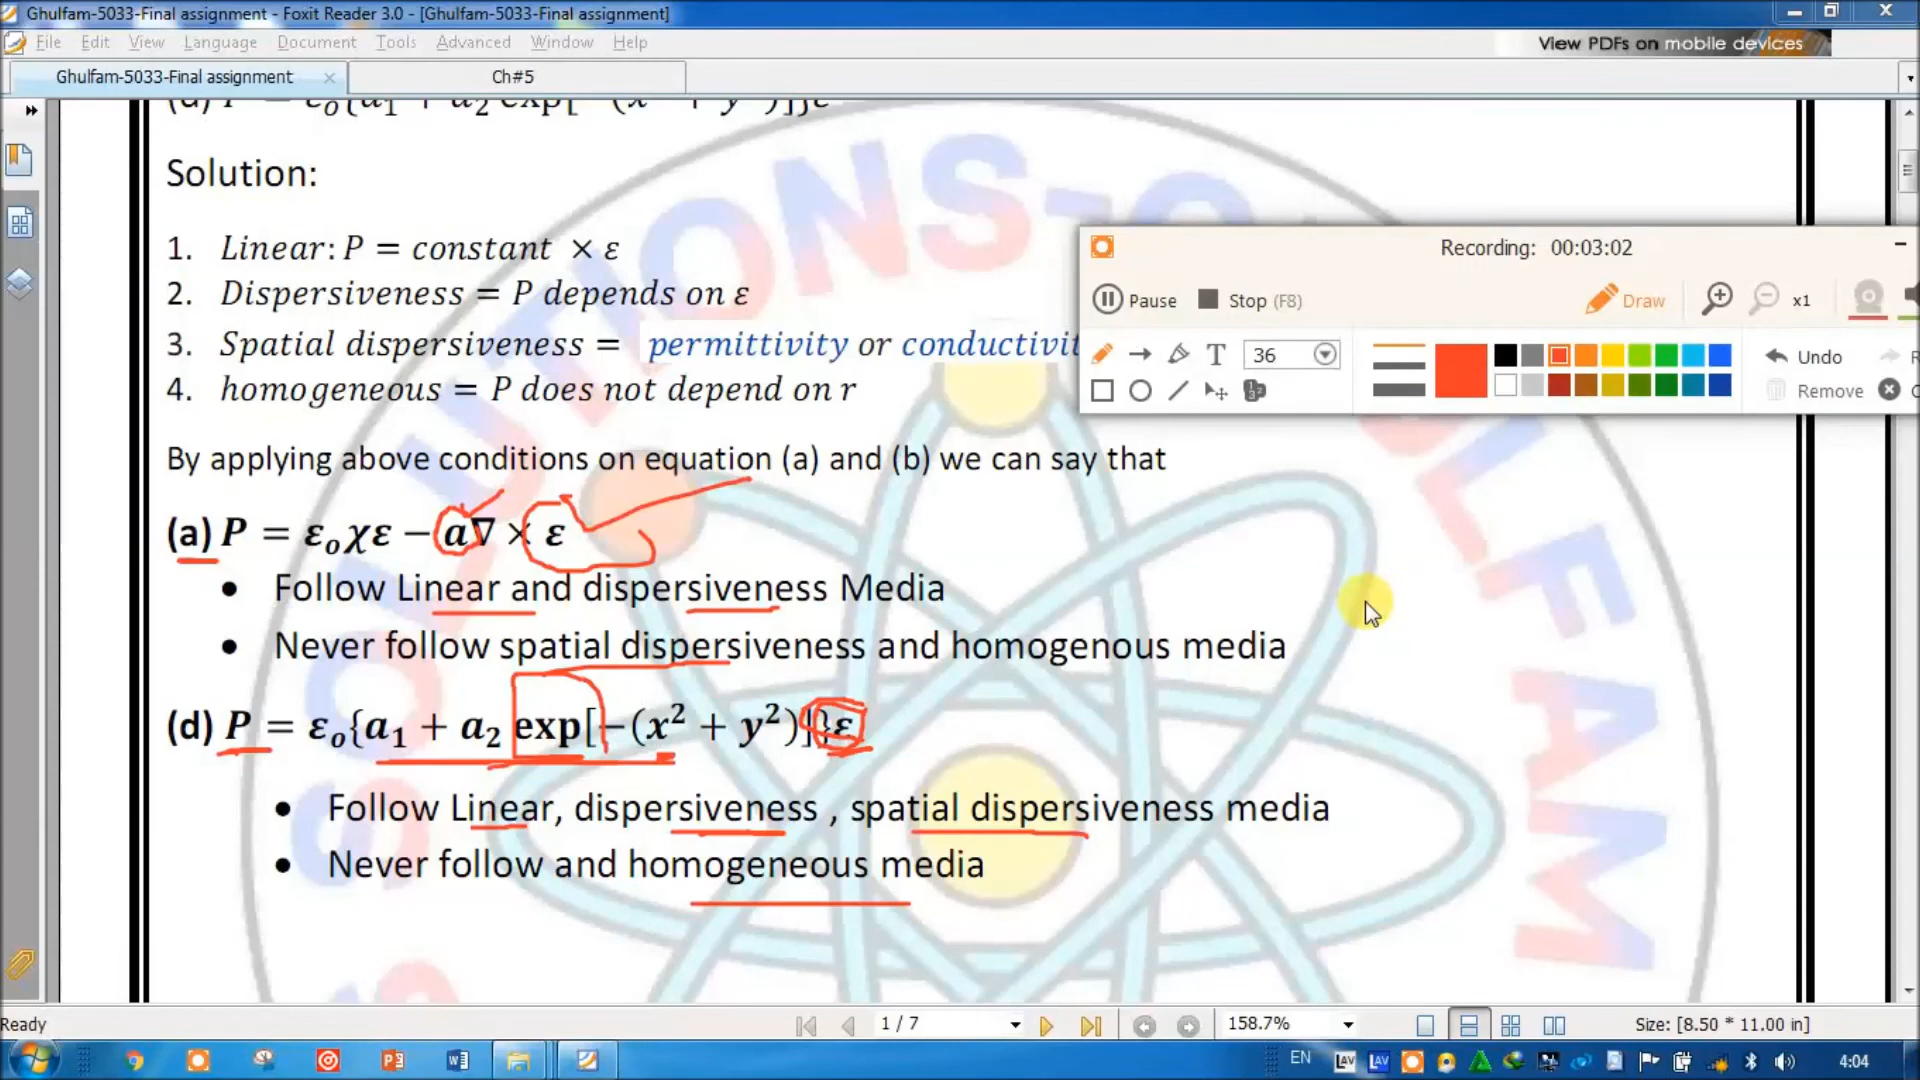 Ghulfam-5033-Final assignment - Foxit Reader 3.0 - [Ghulfam-5033-Final assignment]
File Edit View Language Document Tools Advanced Window Help
View PDFs on mobile devices
Ghulfam-5033-Final assignment
Ch#5
Solution:
1. Linear: P = constant × ε
2. Dispersiveness = P depends on ε
3. Spatial dispersiveness = permittivity or conductivit
4. homogeneous = P does not depend on r
Recording: 00:03:02
Pause Stop (F8) Draw x1
T 36 Undo
Remove
By applying above conditions on equation (a) and (b) we can say that
(a) P = εₒχε − a∇ × ε
• Follow Linear and dispersiveness Media
• Never follow spatial dispersiveness and homogenous media
(d) P = εₒ{a₁ + a₂ exp[−(x² + y²)]}ε
• Follow Linear, dispersiveness , spatial dispersiveness media
• Never follow and homogeneous media
Ready
1 / 7
158.7%
Size: [8.50 * 11.00 in]
EN
LAV
LAV
4:04